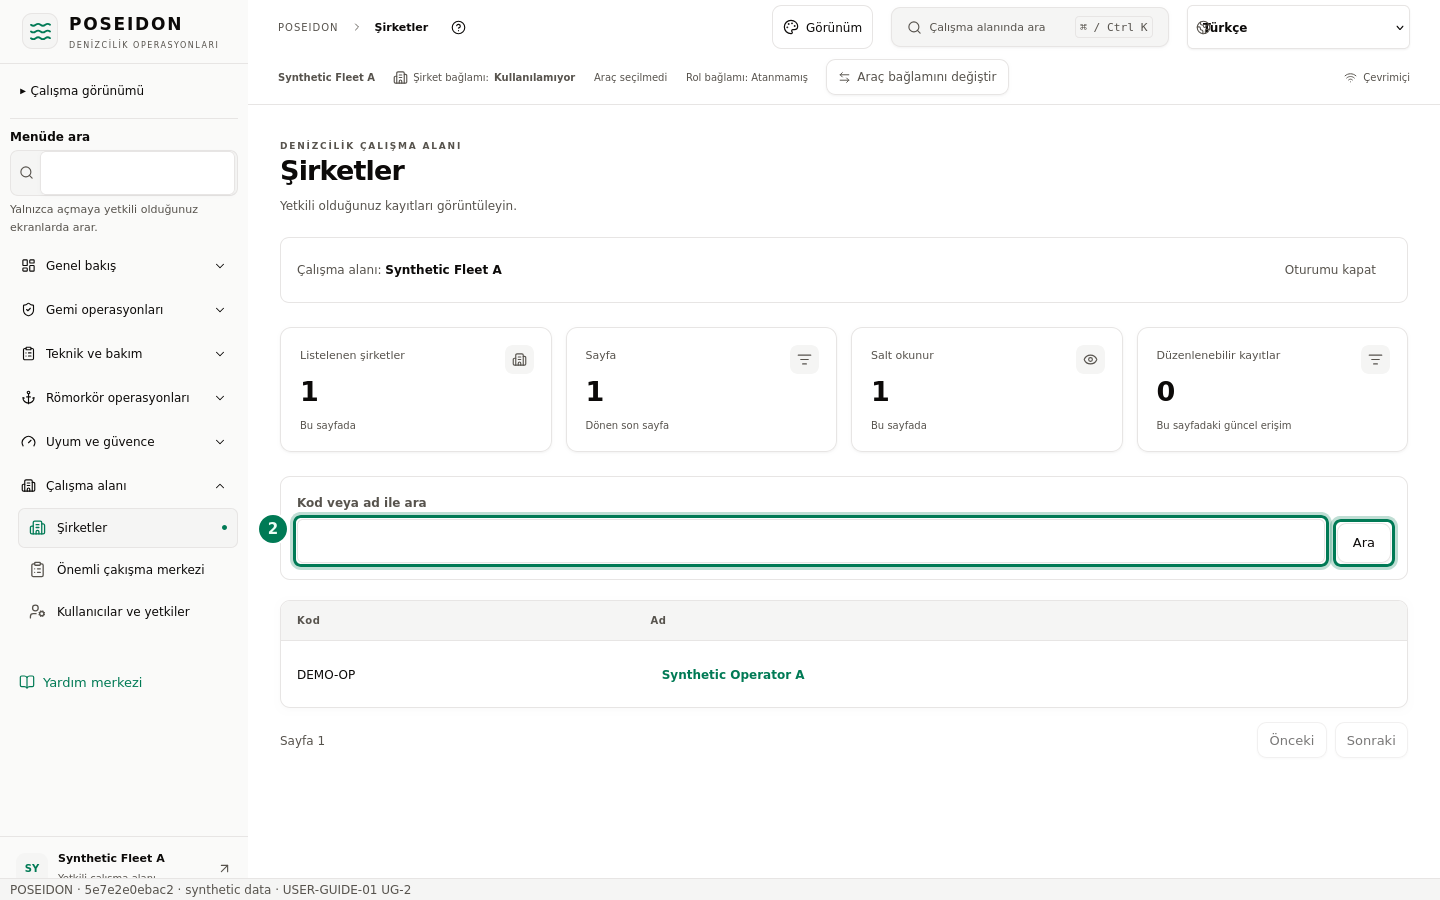 POSEIDON
DENİZCİLİK OPERASYONLARI
Çalışma görünümü
Menüde ara
Yalnızca açmaya yetkili olduğunuz
ekranlarda arar.
Genel bakış
Gemi operasyonları
Teknik ve bakım
Römorkör operasyonları
Uyum ve güvence
Çalışma alanı
Şirketler
Önemli çakışma merkezi
Kullanıcılar ve yetkiler
Yardım merkezi
SY
Synthetic Fleet A
Yetkili çalışma alanı
POSEIDON
Şirketler
Görünüm
Çalışma alanında ara
⌘ / Ctrl K
Türkçe
Synthetic Fleet A
Şirket bağlamı: Kullanılamıyor
Araç seçilmedi
Rol bağlamı: Atanmamış
Araç bağlamını değiştir
Çevrimiçi
DENİZCİLİK ÇALIŞMA ALANI
Şirketler
Yetkili olduğunuz kayıtları görüntüleyin.
Çalışma alanı: Synthetic Fleet A
Oturumu kapat
Listelenen şirketler
1
Bu sayfada
Sayfa
1
Dönen son sayfa
Salt okunur
1
Bu sayfada
Düzenlenebilir kayıtlar
0
Bu sayfadaki güncel erişim
Kod veya ad ile ara
2
Ara
Kod
Ad
DEMO-OP
Synthetic Operator A
Sayfa 1
Önceki
Sonraki
POSEIDON · 5e7e2e0ebac2 · synthetic data · USER-GUIDE-01 UG-2